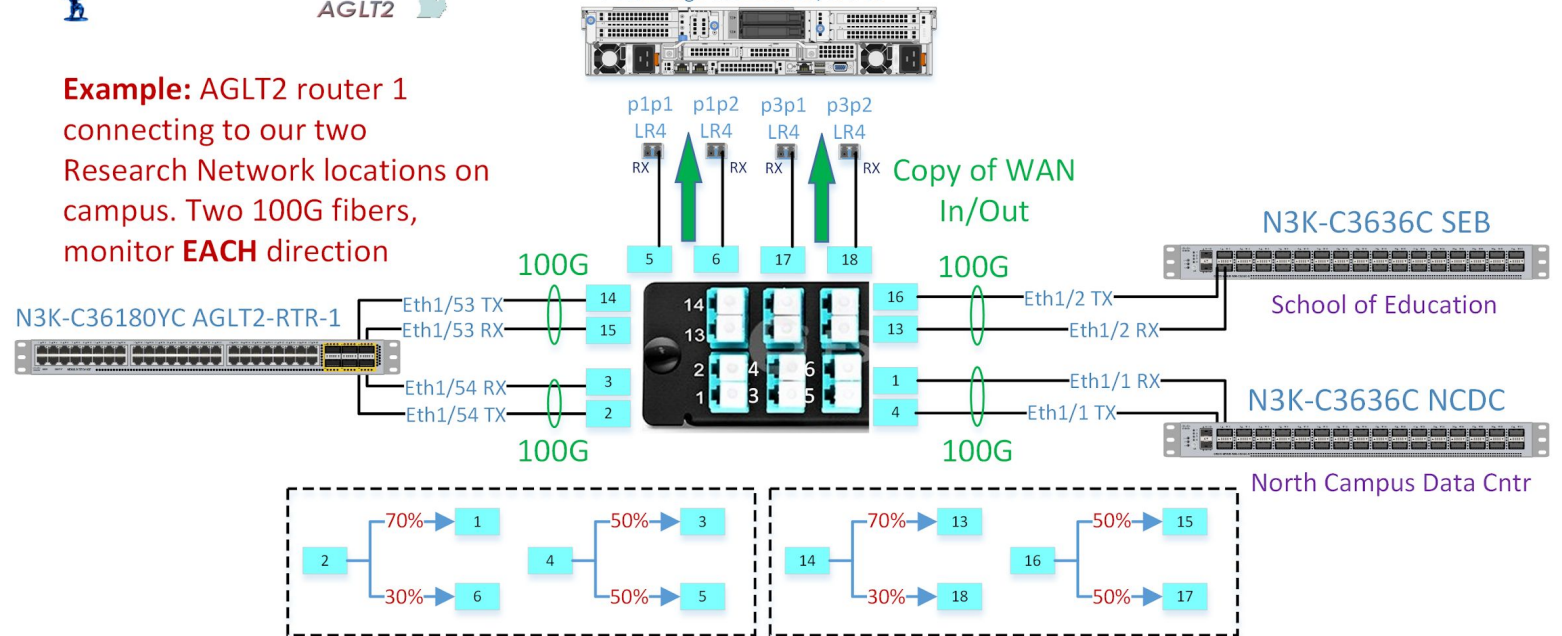 AGLT2
Example: AGLT2 router 1
connecting to our two
Research Network locations on
campus. Two 100G fibers,
monitor EACH direction
p1p1 p1p2 p3p1 p3p2
LR4 LR4 LR4 LR4
RX RX RX RX
Copy of WAN
In/Out
5 6 17 18
N3K-C36180YC AGLT2-RTR-1
100G
Eth1/53 TX
14
Eth1/53 RX
15
Eth1/54 RX
3
Eth1/54 TX
2
100G
14
13
2 4 6
1 3 5
100G
16
Eth1/2 TX
13
Eth1/2 RX
1
Eth1/1 RX
4
Eth1/1 TX
100G
N3K-C3636C SEB
School of Education
N3K-C3636C NCDC
North Campus Data Cntr
2
70% 1
30% 6
4
50% 3
50% 5
14
70% 13
30% 18
16
50% 15
50% 17